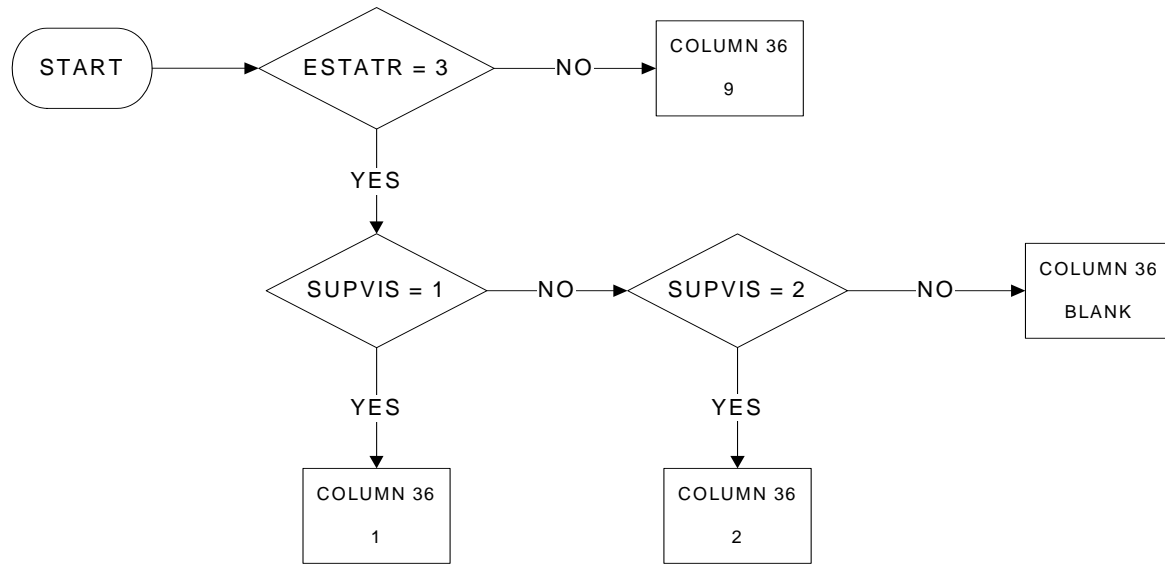 START
ESTATR = 3
NO
COLUMN 36
9
YES
SUPVIS = 1
NO
SUPVIS = 2
NO
COLUMN 36
BLANK
YES
YES
COLUMN 36
1
COLUMN 36
2